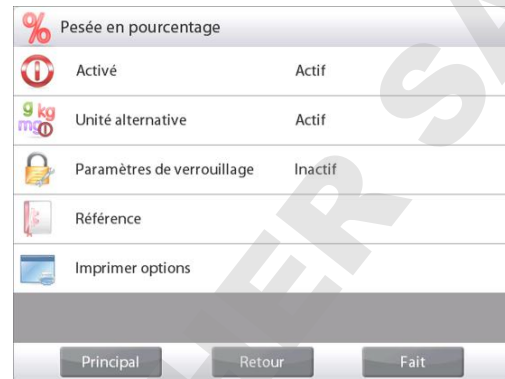 Pesée en pourcentage
Activé Actif
Unité alternative Actif
Paramètres de verrouillage Inactif
Référence
Imprimer options
Principal Retour Fait